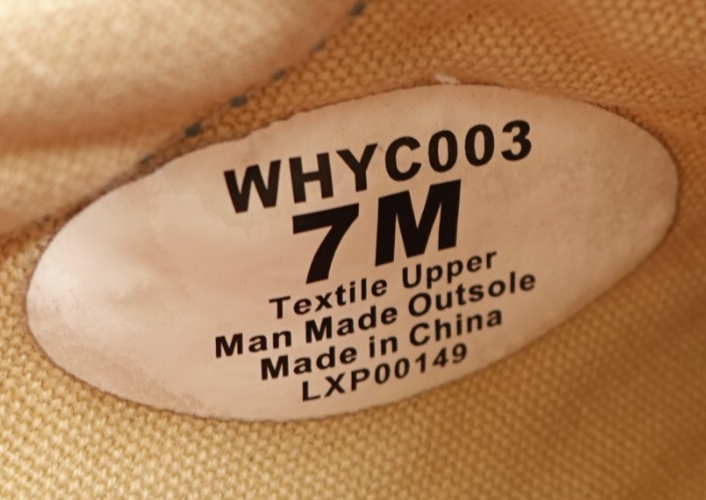 WHYC003
7M
Textile Upper
Man Made Outsole
Made in China
LXP00149